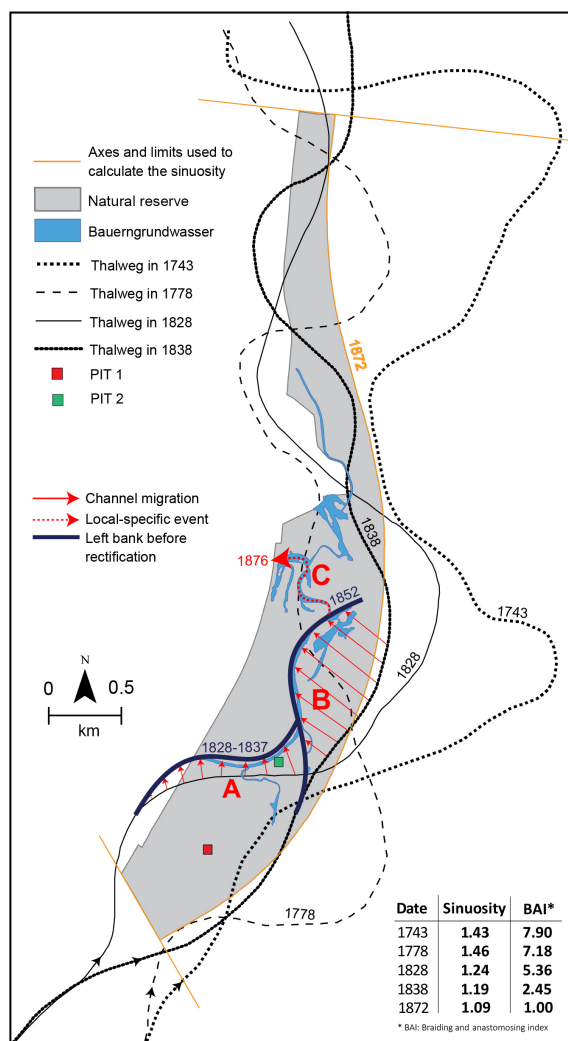 Axes and limits used to
calculate the sinuosity
Natural reserve
Bauerngrundwasser
Thalweg in 1743
Thalweg in 1778
Thalweg in 1828
Thalweg in 1838
PIT 1
PIT 2
1872
Channel migration
Local-specific event
Left bank before
rectification
1838
1876
C
1852
1743
N
0 0.5
km
1828
B
1828-1837
A
1778
Date Sinuosity BAI*
1743 1.43 7.90
1778 1.46 7.18
1828 1.24 5.36
1838 1.19 2.45
1872 1.09 1.00
* BAI: Braiding and anastomosing index